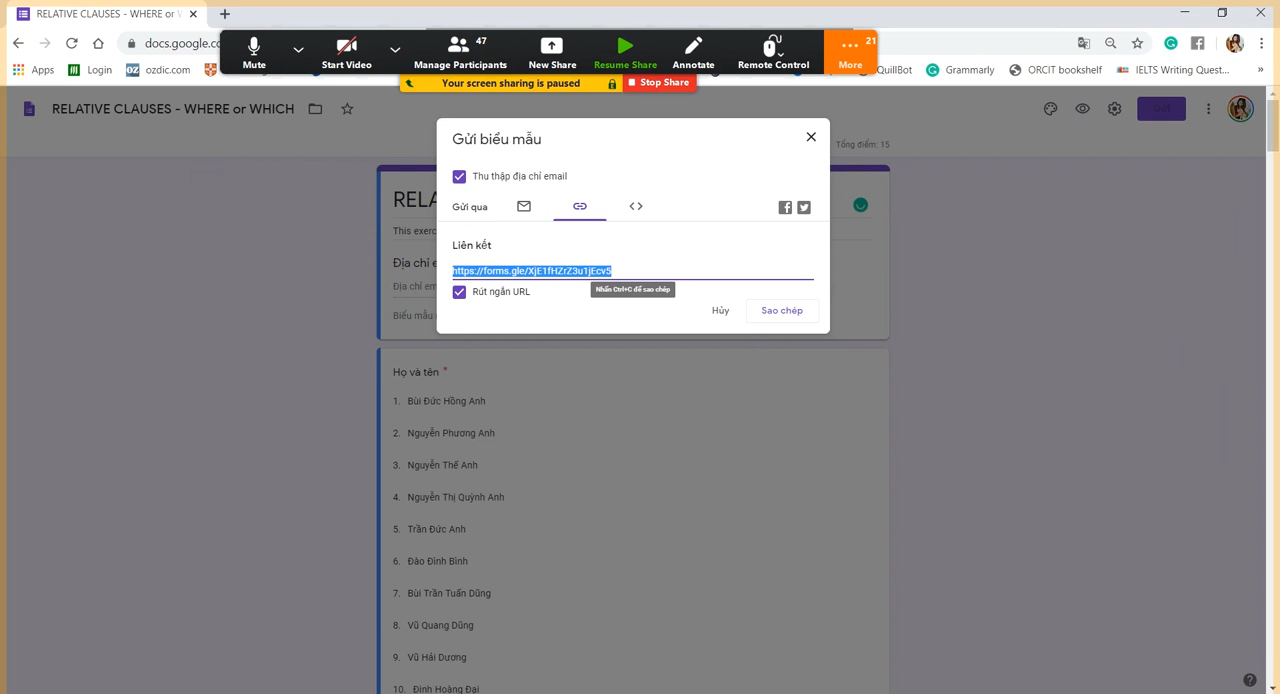 RELATIVE CLAUSES - WHERE or
docs.google.co
Mute
Start Video
47
Manage Participants
New Share
Resume Share
Annotate
Remote Control
21
More
Your screen sharing is paused
Stop Share
Apps
Login
ozdic.com
QuillBot
Grammarly
ORCIT bookshelf
IELTS Writing Quest...
»
RELATIVE CLAUSES - WHERE or WHICH
Gửi
Tổng điểm: 15
Gửi biểu mẫu
Thu thập địa chỉ email
Gửi qua
Liên kết
https://forms.gle/XjE1fHZrZ3u1jEcv5
Nhấn Ctrl+C để sao chép
Rút ngắn URL
Hủy
Sao chép
RELA
This exerc
Địa chỉ e
Địa chỉ em
Biểu mẫu
Họ và tên *
1. Bùi Đức Hồng Anh
2. Nguyễn Phương Anh
3. Nguyễn Thế Anh
4. Nguyễn Thị Quỳnh Anh
5. Trần Đức Anh
6. Đào Đình Bình
7. Bùi Trần Tuấn Dũng
8. Vũ Quang Dũng
9. Vũ Hải Dương
10. Đinh Hoàng Đại